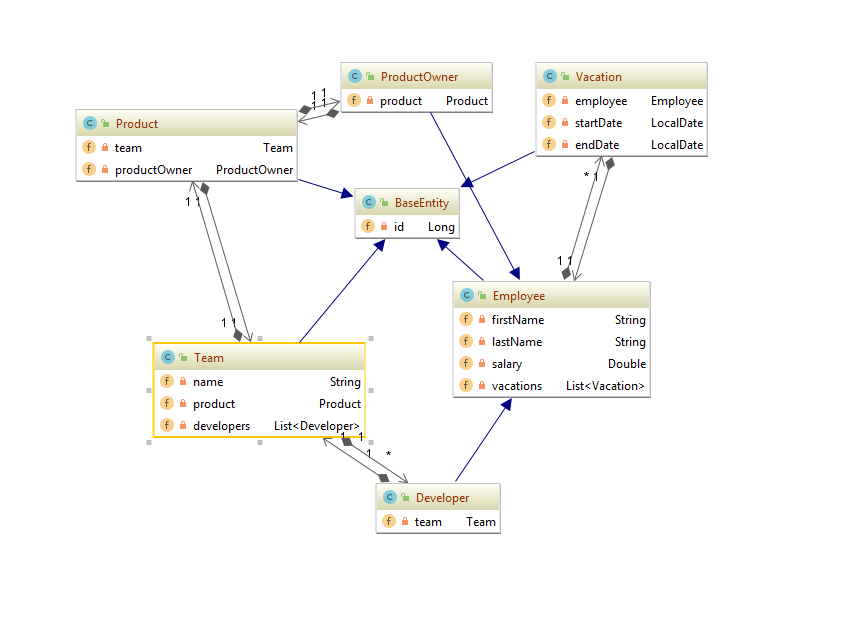 ProductOwner
product Product
Vacation
employee Employee
startDate LocalDate
endDate LocalDate
Product
team Team
productOwner ProductOwner
1 1
1 1
BaseEntity
id Long
* 1
1 1
1 1
1 1
Employee
firstName String
lastName String
salary Double
vacations List<Vacation>
Team
name String
product Product
developers List<Developer>
1 1
1 *
Developer
team Team